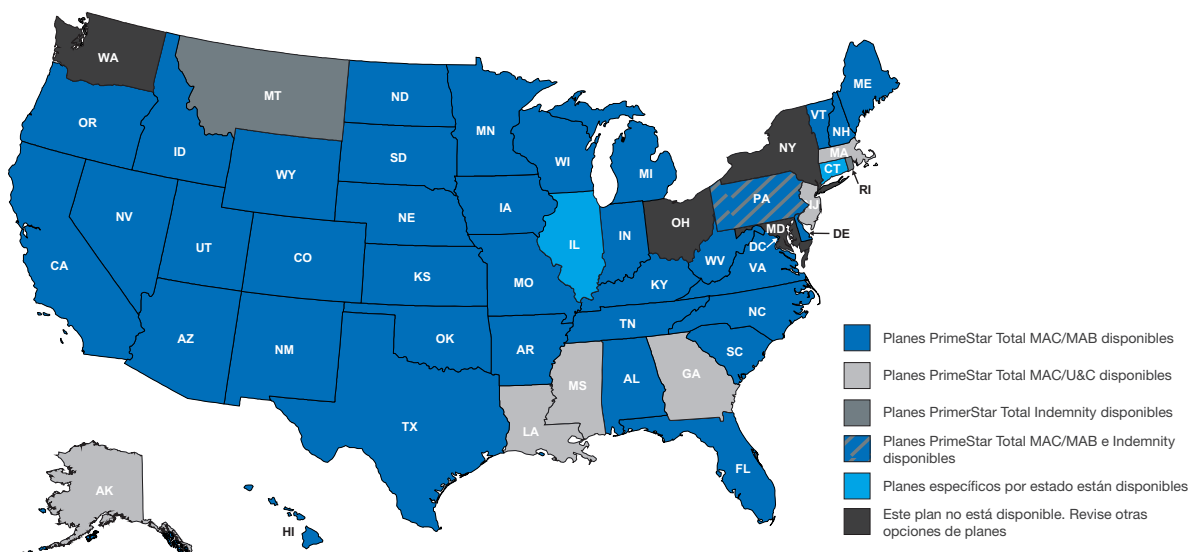 WA
MT
ND
MN
ME
VT
NH
OR
ID
SD
WI
MI
NY
MA
CT
RI
WY
IA
NE
PA
IJ
NV
UT
CO
IL
IN
OH
MD
DE
DC
WV
VA
CA
KS
MO
KY
NC
TN
AZ
NM
OK
AR
SC
MS
AL
GA
TX
LA
FL
AK
HI
Planes PrimeStar Total MAC/MAB disponibles
Planes PrimeStar Total MAC/U&C disponibles
Planes PrimerStar Total Indemnity disponibles
Planes PrimeStar Total MAC/MAB e Indemnity
disponibles
Planes específicos por estado están disponibles
Este plan no está disponible. Revise otras
opciones de planes